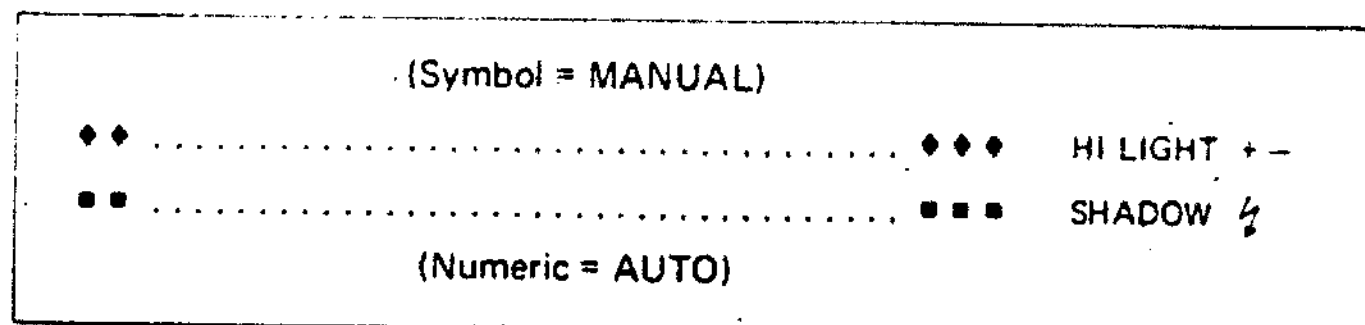 (Symbol = MANUAL)
♦♦ ........................................ ♦♦♦ HI LIGHT + –
■■ ........................................ ■■■ SHADOW ↯
(Numeric = AUTO)